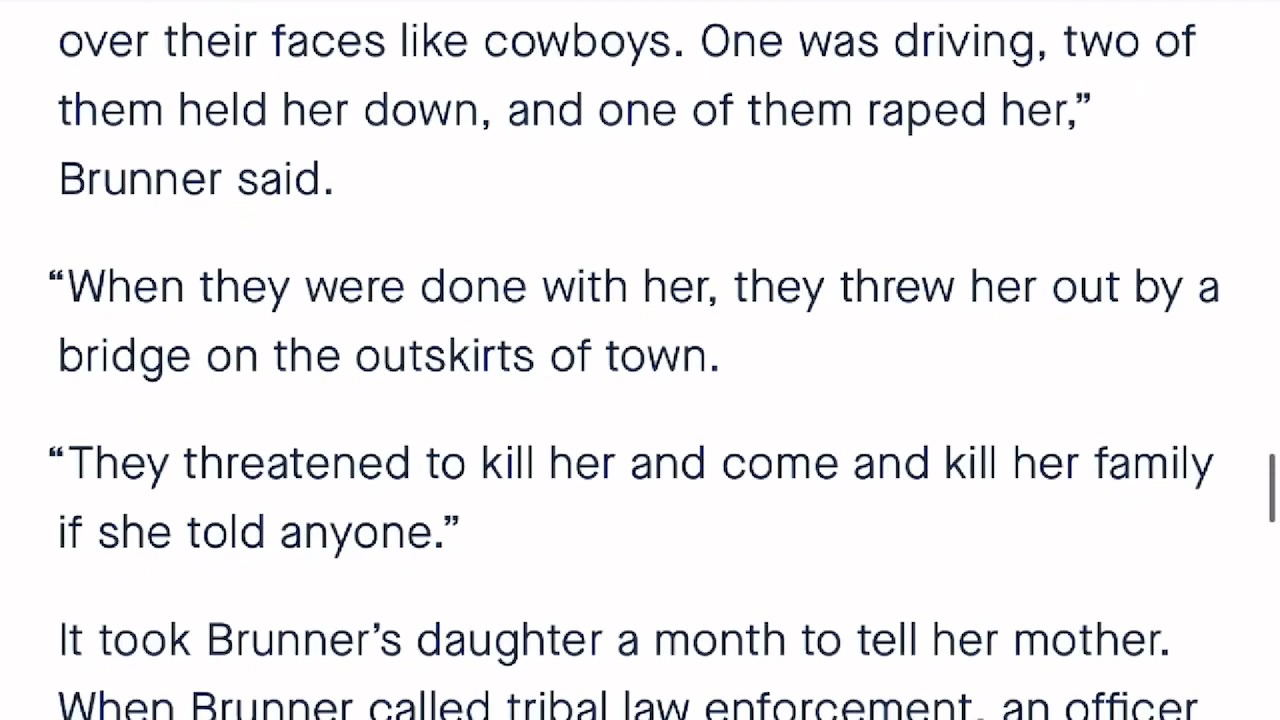 over their faces like cowboys. One was driving, two of
them held her down, and one of them raped her,”
Brunner said.
“When they were done with her, they threw her out by a
bridge on the outskirts of town.
“They threatened to kill her and come and kill her family
if she told anyone.”
It took Brunner’s daughter a month to tell her mother.
When Brunner called tribal law enforcement, an officer